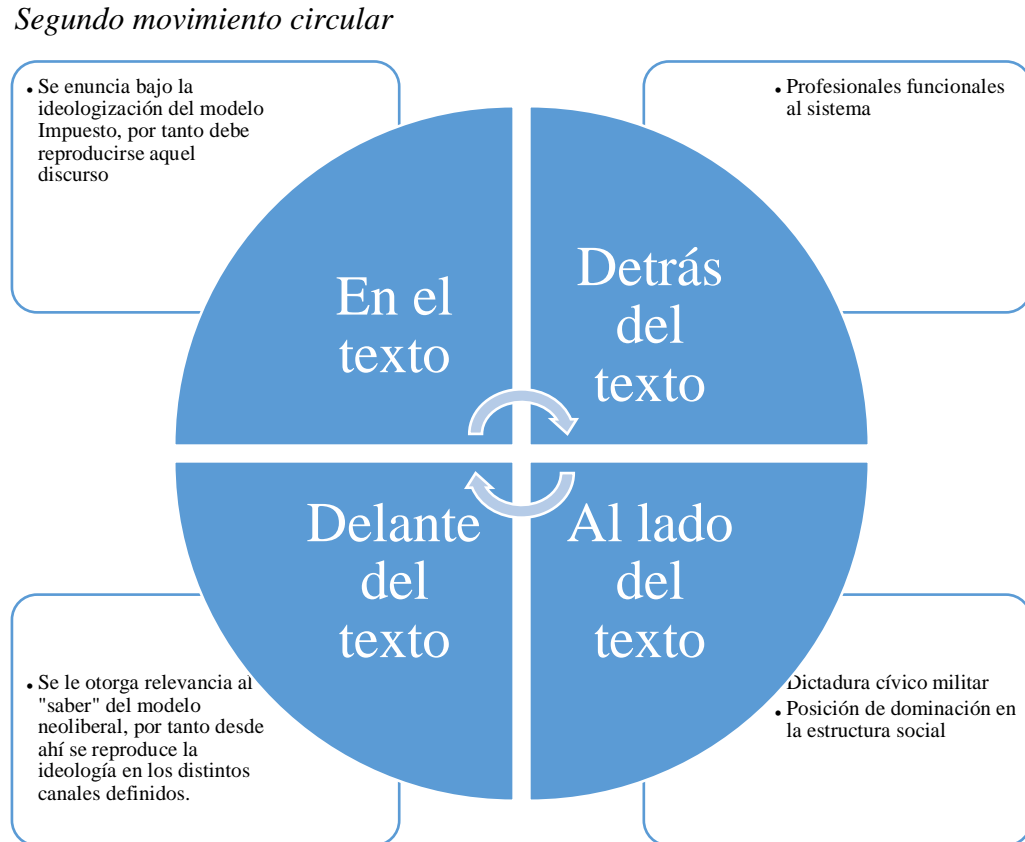 Segundo movimiento circular
• Se enuncia bajo la
ideologización del modelo
Impuesto, por tanto debe
reproducirse aquel
discurso
• Profesionales funcionales
al sistema
En el
texto
Detrás
del
texto
Delante
del
texto
Al lado
del
texto
• Se le otorga relevancia al
"saber" del modelo
neoliberal, por tanto desde
ahí se reproduce la
ideología en los distintos
canales definidos.
Dictadura cívico militar
• Posición de dominación en
la estructura social